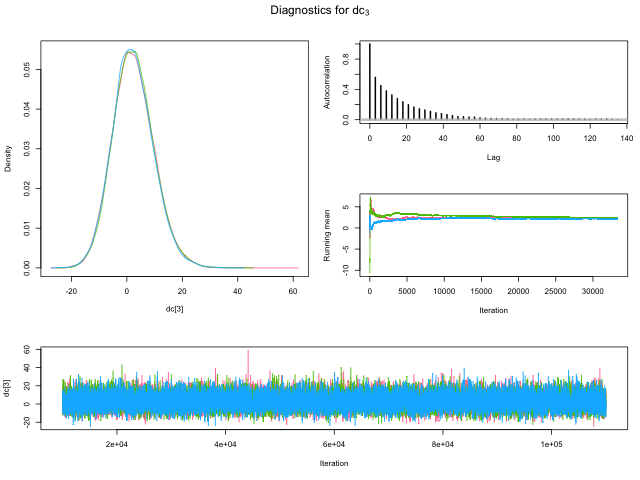 Diagnostics for dc₃
Density
0.00 0.01 0.02 0.03 0.04 0.05
-20 0 20 40 60
dc[3]
Autocorrelation
0.0 0.4 0.8
0 20 40 60 80 100 120 140
Lag
Running mean
-10 -5 0 5
0 5000 10000 15000 20000 25000 30000
Iteration
dc[3]
-20 0 20 40 60
2e+04 4e+04 6e+04 8e+04 1e+05
Iteration